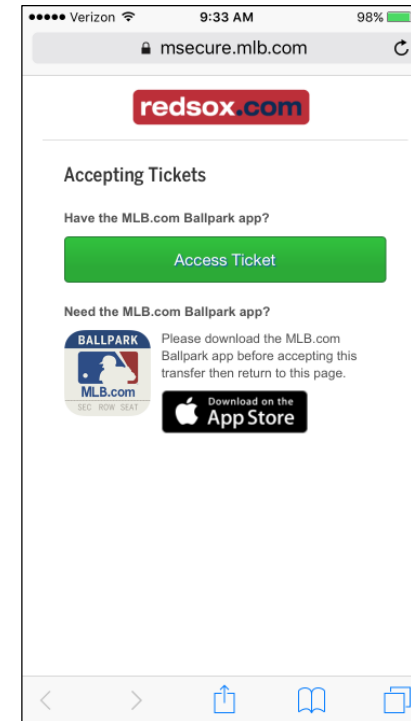 Verizon 9:33 AM 98%
msecure.mlb.com
redsox.com
Accepting Tickets
Have the MLB.com Ballpark app?
Access Ticket
Need the MLB.com Ballpark app?
BALLPARK
MLB.com
SEC ROW SEAT
Please download the MLB.com
Ballpark app before accepting this
transfer then return to this page.
Download on the
App Store